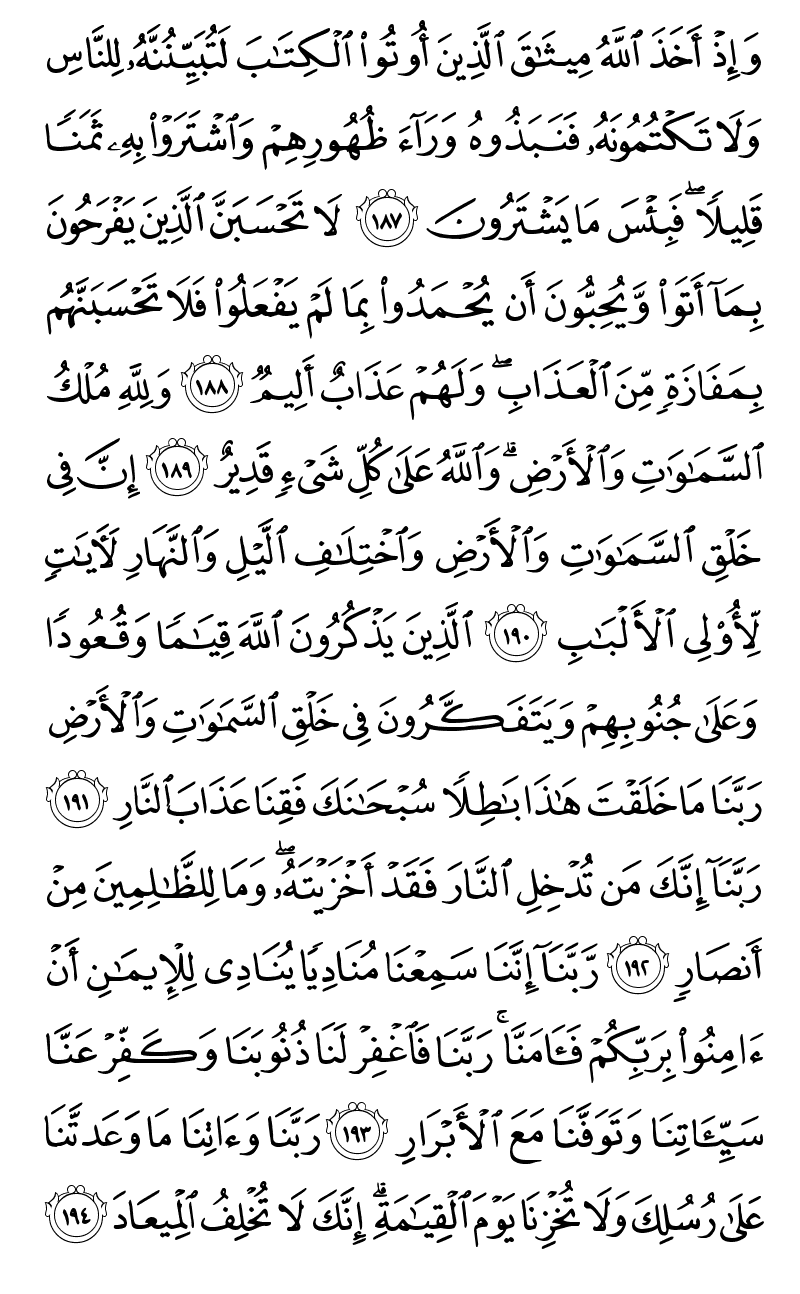 وَإِذۡ أَخَذَ ٱللَّهُ مِيثَٰقَ ٱلَّذِينَ أُوتُواْ ٱلۡكِتَٰبَ لَتُبَيِّنُنَّهُۥ لِلنَّاسِ
وَلَا تَكۡتُمُونَهُۥ فَنَبَذُوهُ وَرَآءَ ظُهُورِهِمۡ وَٱشۡتَرَوۡاْ بِهِۦ ثَمَنٗا
قَلِيلٗاۖ فَبِئۡسَ مَا يَشۡتَرُونَ ١٨٧ لَا تَحۡسَبَنَّ ٱلَّذِينَ يَفۡرَحُونَ
بِمَآ أَتَواْ وَّيُحِبُّونَ أَن يُحۡمَدُواْ بِمَا لَمۡ يَفۡعَلُواْ فَلَا تَحۡسَبَنَّهُم
بِمَفَازَةٖ مِّنَ ٱلۡعَذَابِۖ وَلَهُمۡ عَذَابٌ أَلِيمٞ ١٨٨ وَلِلَّهِ مُلۡكُ
ٱلسَّمَٰوَٰتِ وَٱلۡأَرۡضِۗ وَٱللَّهُ عَلَىٰ كُلِّ شَيۡءٖ قَدِيرٌ ١٨٩ إِنَّ فِي
خَلۡقِ ٱلسَّمَٰوَٰتِ وَٱلۡأَرۡضِ وَٱخۡتِلَٰفِ ٱلَّيۡلِ وَٱلنَّهَارِ لَأٓيَٰتٖ
لِّأُوْلِي ٱلۡأَلۡبَٰبِ ١٩٠ ٱلَّذِينَ يَذۡكُرُونَ ٱللَّهَ قِيَٰمٗا وَقُعُودٗا
وَعَلَىٰ جُنُوبِهِمۡ وَيَتَفَكَّرُونَ فِي خَلۡقِ ٱلسَّمَٰوَٰتِ وَٱلۡأَرۡضِ
رَبَّنَا مَا خَلَقۡتَ هَٰذَا بَٰطِلٗا سُبۡحَٰنَكَ فَقِنَا عَذَابَ ٱلنَّارِ ١٩١
رَبَّنَآ إِنَّكَ مَن تُدۡخِلِ ٱلنَّارَ فَقَدۡ أَخۡزَيۡتَهُۥۖ وَمَا لِلظَّٰلِمِينَ مِنۡ
أَنصَارٖ ١٩٢ رَّبَّنَآ إِنَّنَا سَمِعۡنَا مُنَادِيٗا يُنَادِي لِلۡإِيمَٰنِ أَنۡ
ءَامِنُواْ بِرَبِّكُمۡ فَـَٔامَنَّاۚ رَبَّنَا فَٱغۡفِرۡ لَنَا ذُنُوبَنَا وَكَفِّرۡ عَنَّا
سَيِّـَٔاتِنَا وَتَوَفَّنَا مَعَ ٱلۡأَبۡرَارِ ١٩٣ رَبَّنَا وَءَاتِنَا مَا وَعَدتَّنَا
عَلَىٰ رُسُلِكَ وَلَا تُخۡزِنَا يَوۡمَ ٱلۡقِيَٰمَةِۗ إِنَّكَ لَا تُخۡلِفُ ٱلۡمِيعَادَ ١٩٤